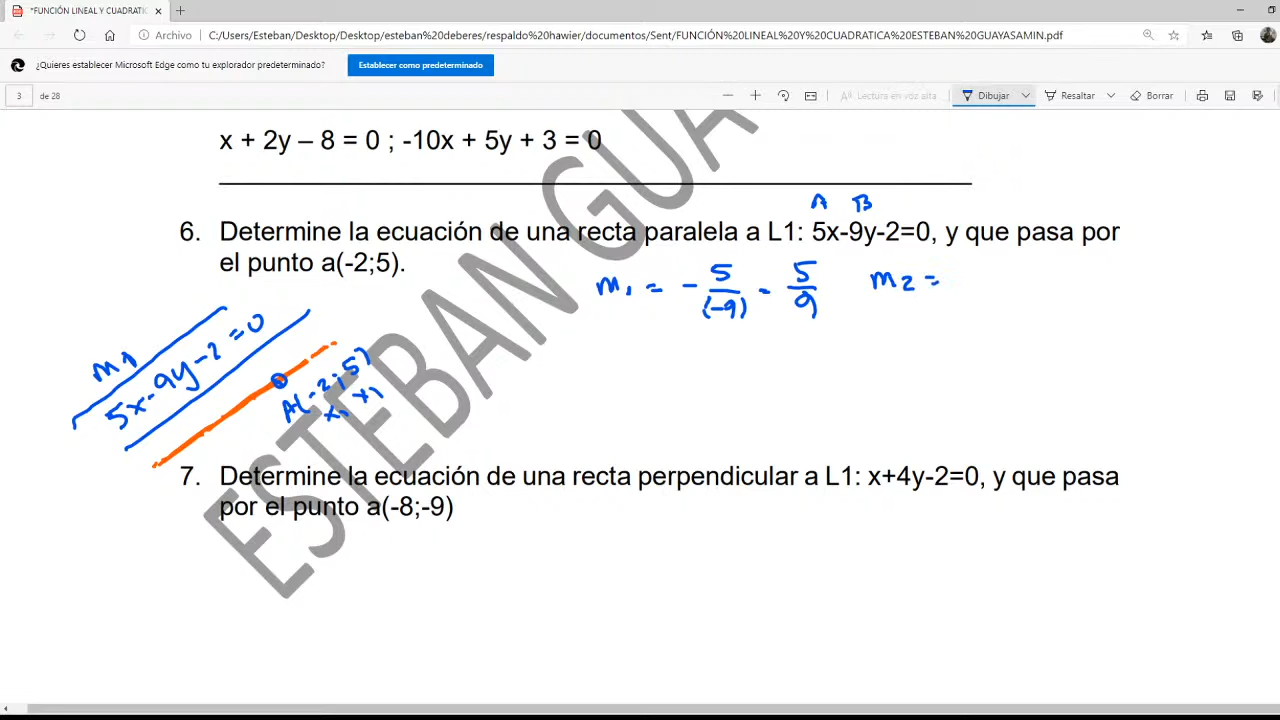 *FUNCIÓN LINEAL Y CUADRATIC
Archivo C:/Users/Esteban/Desktop/Desktop/esteban%20deberes/respaldo%20hawier/documentos/Sent/FUNCIÓN%20LINEAL%20Y%20CUADRATICA%20ESTEBAN%20GUAYASAMIN.pdf
¿Quieres establecer Microsoft Edge como tu explorador predeterminado? Establecer como predeterminado
3 de 28 Lectura en voz alta Dibujar Resaltar Borrar
x + 2y – 8 = 0 ; -10x + 5y + 3 = 0
A B
6. Determine la ecuación de una recta paralela a L1: 5x-9y-2=0, y que pasa por
el punto a(-2;5).
m1 = - 5/(-9) = 5/9 m2 =
m1
5x-9y-2=0
A(-2;5)
x1 y1
7. Determine la ecuación de una recta perpendicular a L1: x+4y-2=0, y que pasa
por el punto a(-8;-9)
ESTEBAN GUA